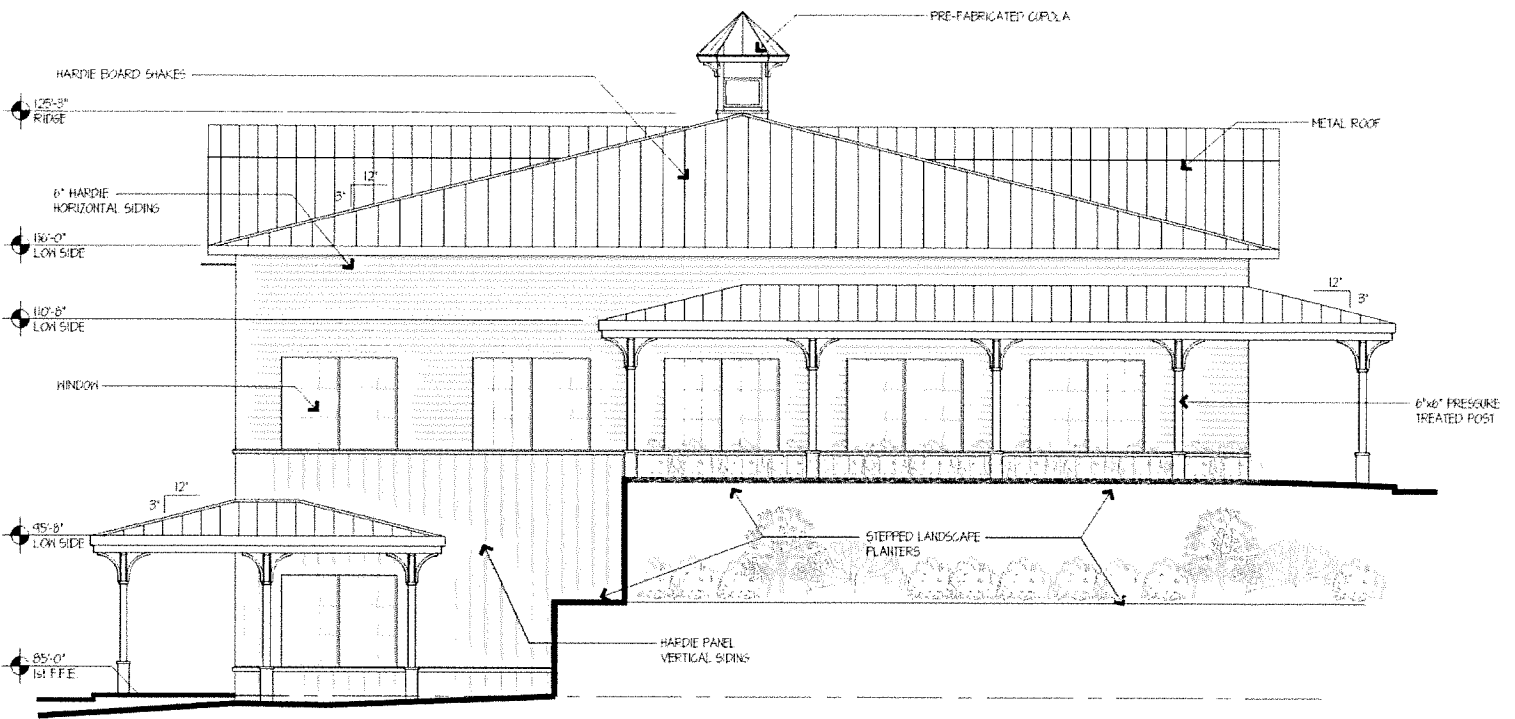 PRE-FABRICATED CUPOLA
HARDIE BOARD SHAKES
125'-3"
RIDGE
METAL ROOF
12"
3"
6" HARDIE
HORIZONTAL SIDING
116'-0"
LOW SIDE
12"
3"
110'-8"
LOW SIDE
WINDOW
6"x6" PRESSURE
TREATED POST
12"
3"
95'-8"
LOW SIDE
STEPPED LANDSCAPE
PLANTERS
HARDIE PANEL
VERTICAL SIDING
85'-0"
1st F.F.E.